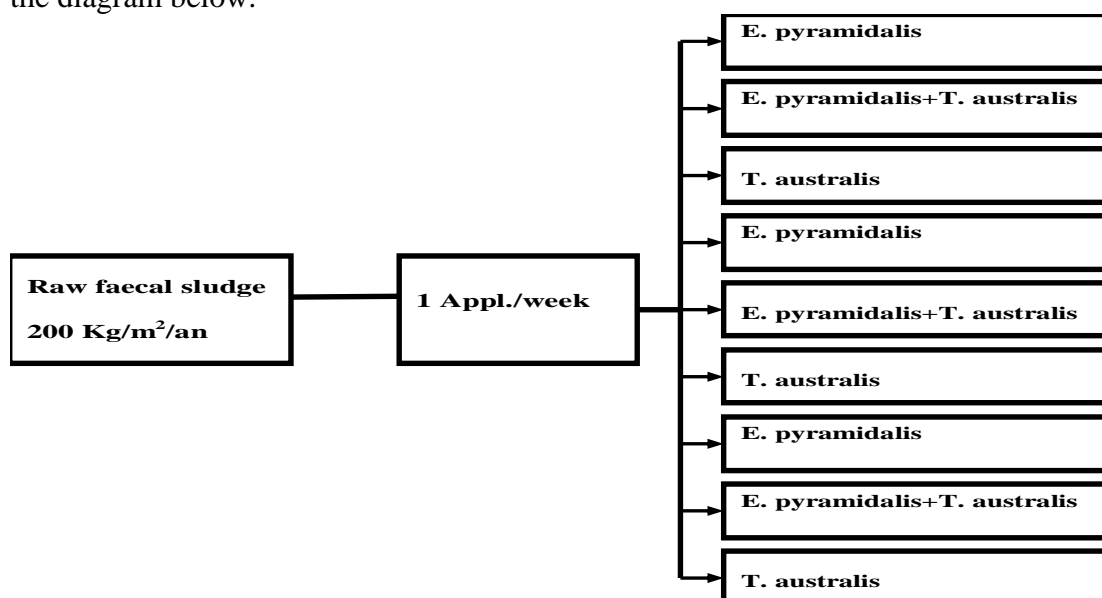 the diagram below.
E. pyramidalis
E. pyramidalis+T. australis
T. australis
E. pyramidalis
Raw faecal sludge
200 Kg/m²/an
1 Appl./week
E. pyramidalis+T. australis
T. australis
E. pyramidalis
E. pyramidalis+T. australis
T. australis